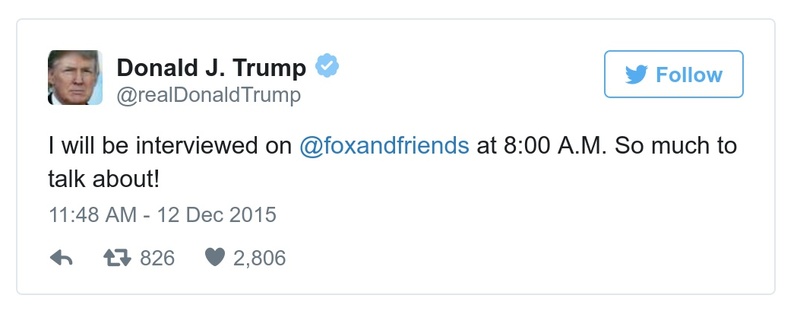 Donald J. Trump
Follow
@realDonaldTrump
I will be interviewed on @foxandfriends at 8:00 A.M. So much to
talk about!
11:48 AM - 12 Dec 2015
826 2,806